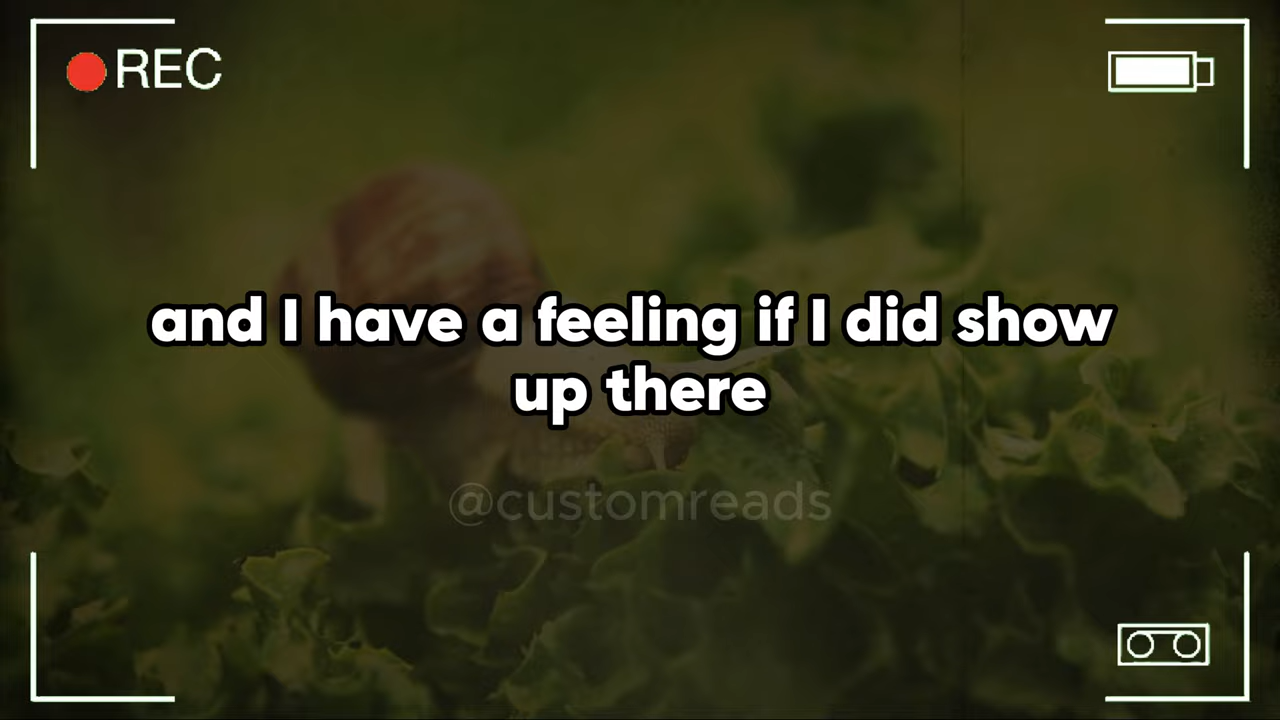 REC
and I have a feeling if I did show
up there
@customreads